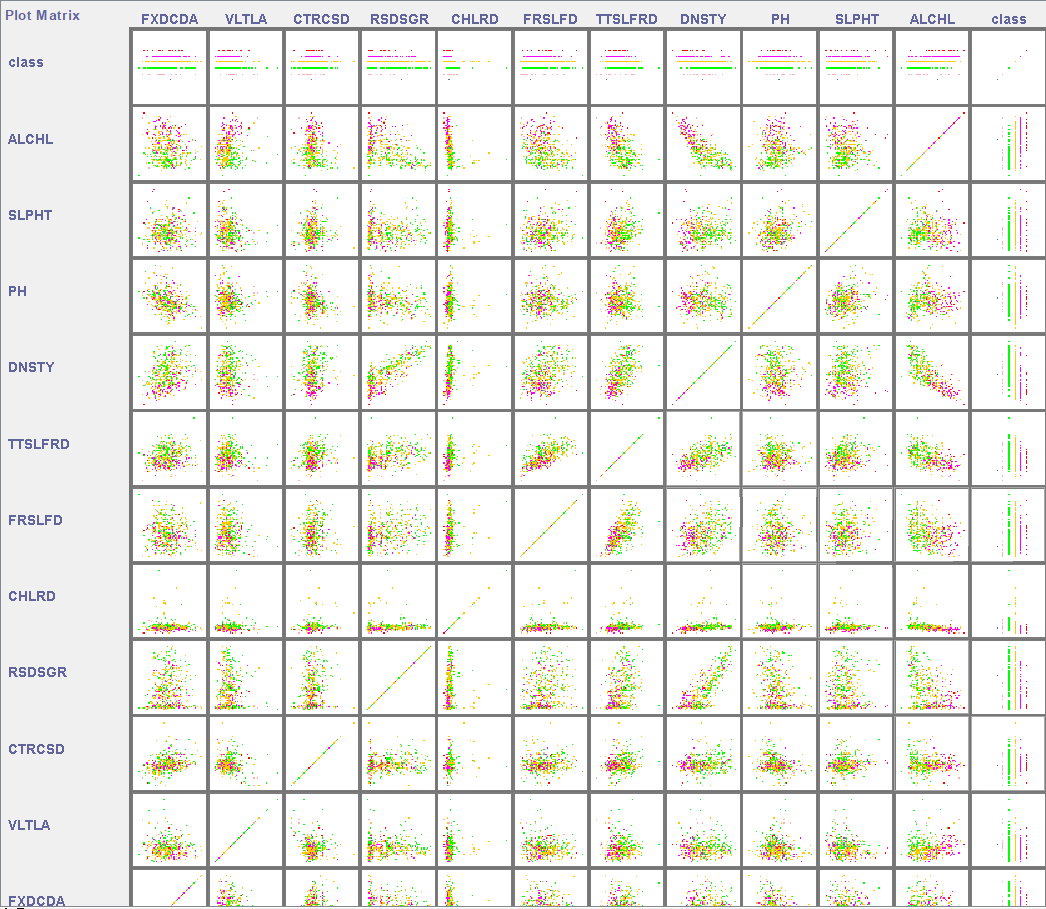 Plot Matrix FXDCDA VLTLA CTRCSD RSDSGR CHLRD FRSLFD TTSLFRD DNSTY PH SLPHT ALCHL class
class
ALCHL
SLPHT
PH
DNSTY
TTSLFRD
FRSLFD
CHLRD
RSDSGR
CTRCSD
VLTLA
FXDCDA